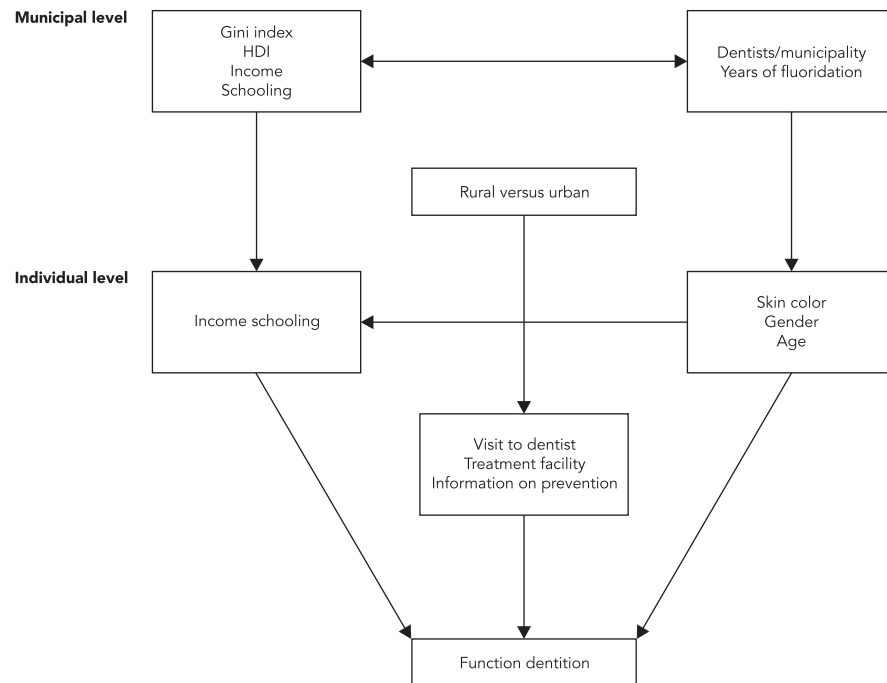 Municipal level
Gini index
HDI
Income
Schooling
Dentists/municipality
Years of fluoridation
Rural versus urban
Individual level
Income schooling
Skin color
Gender
Age
Visit to dentist
Treatment facility
Information on prevention
Function dentition